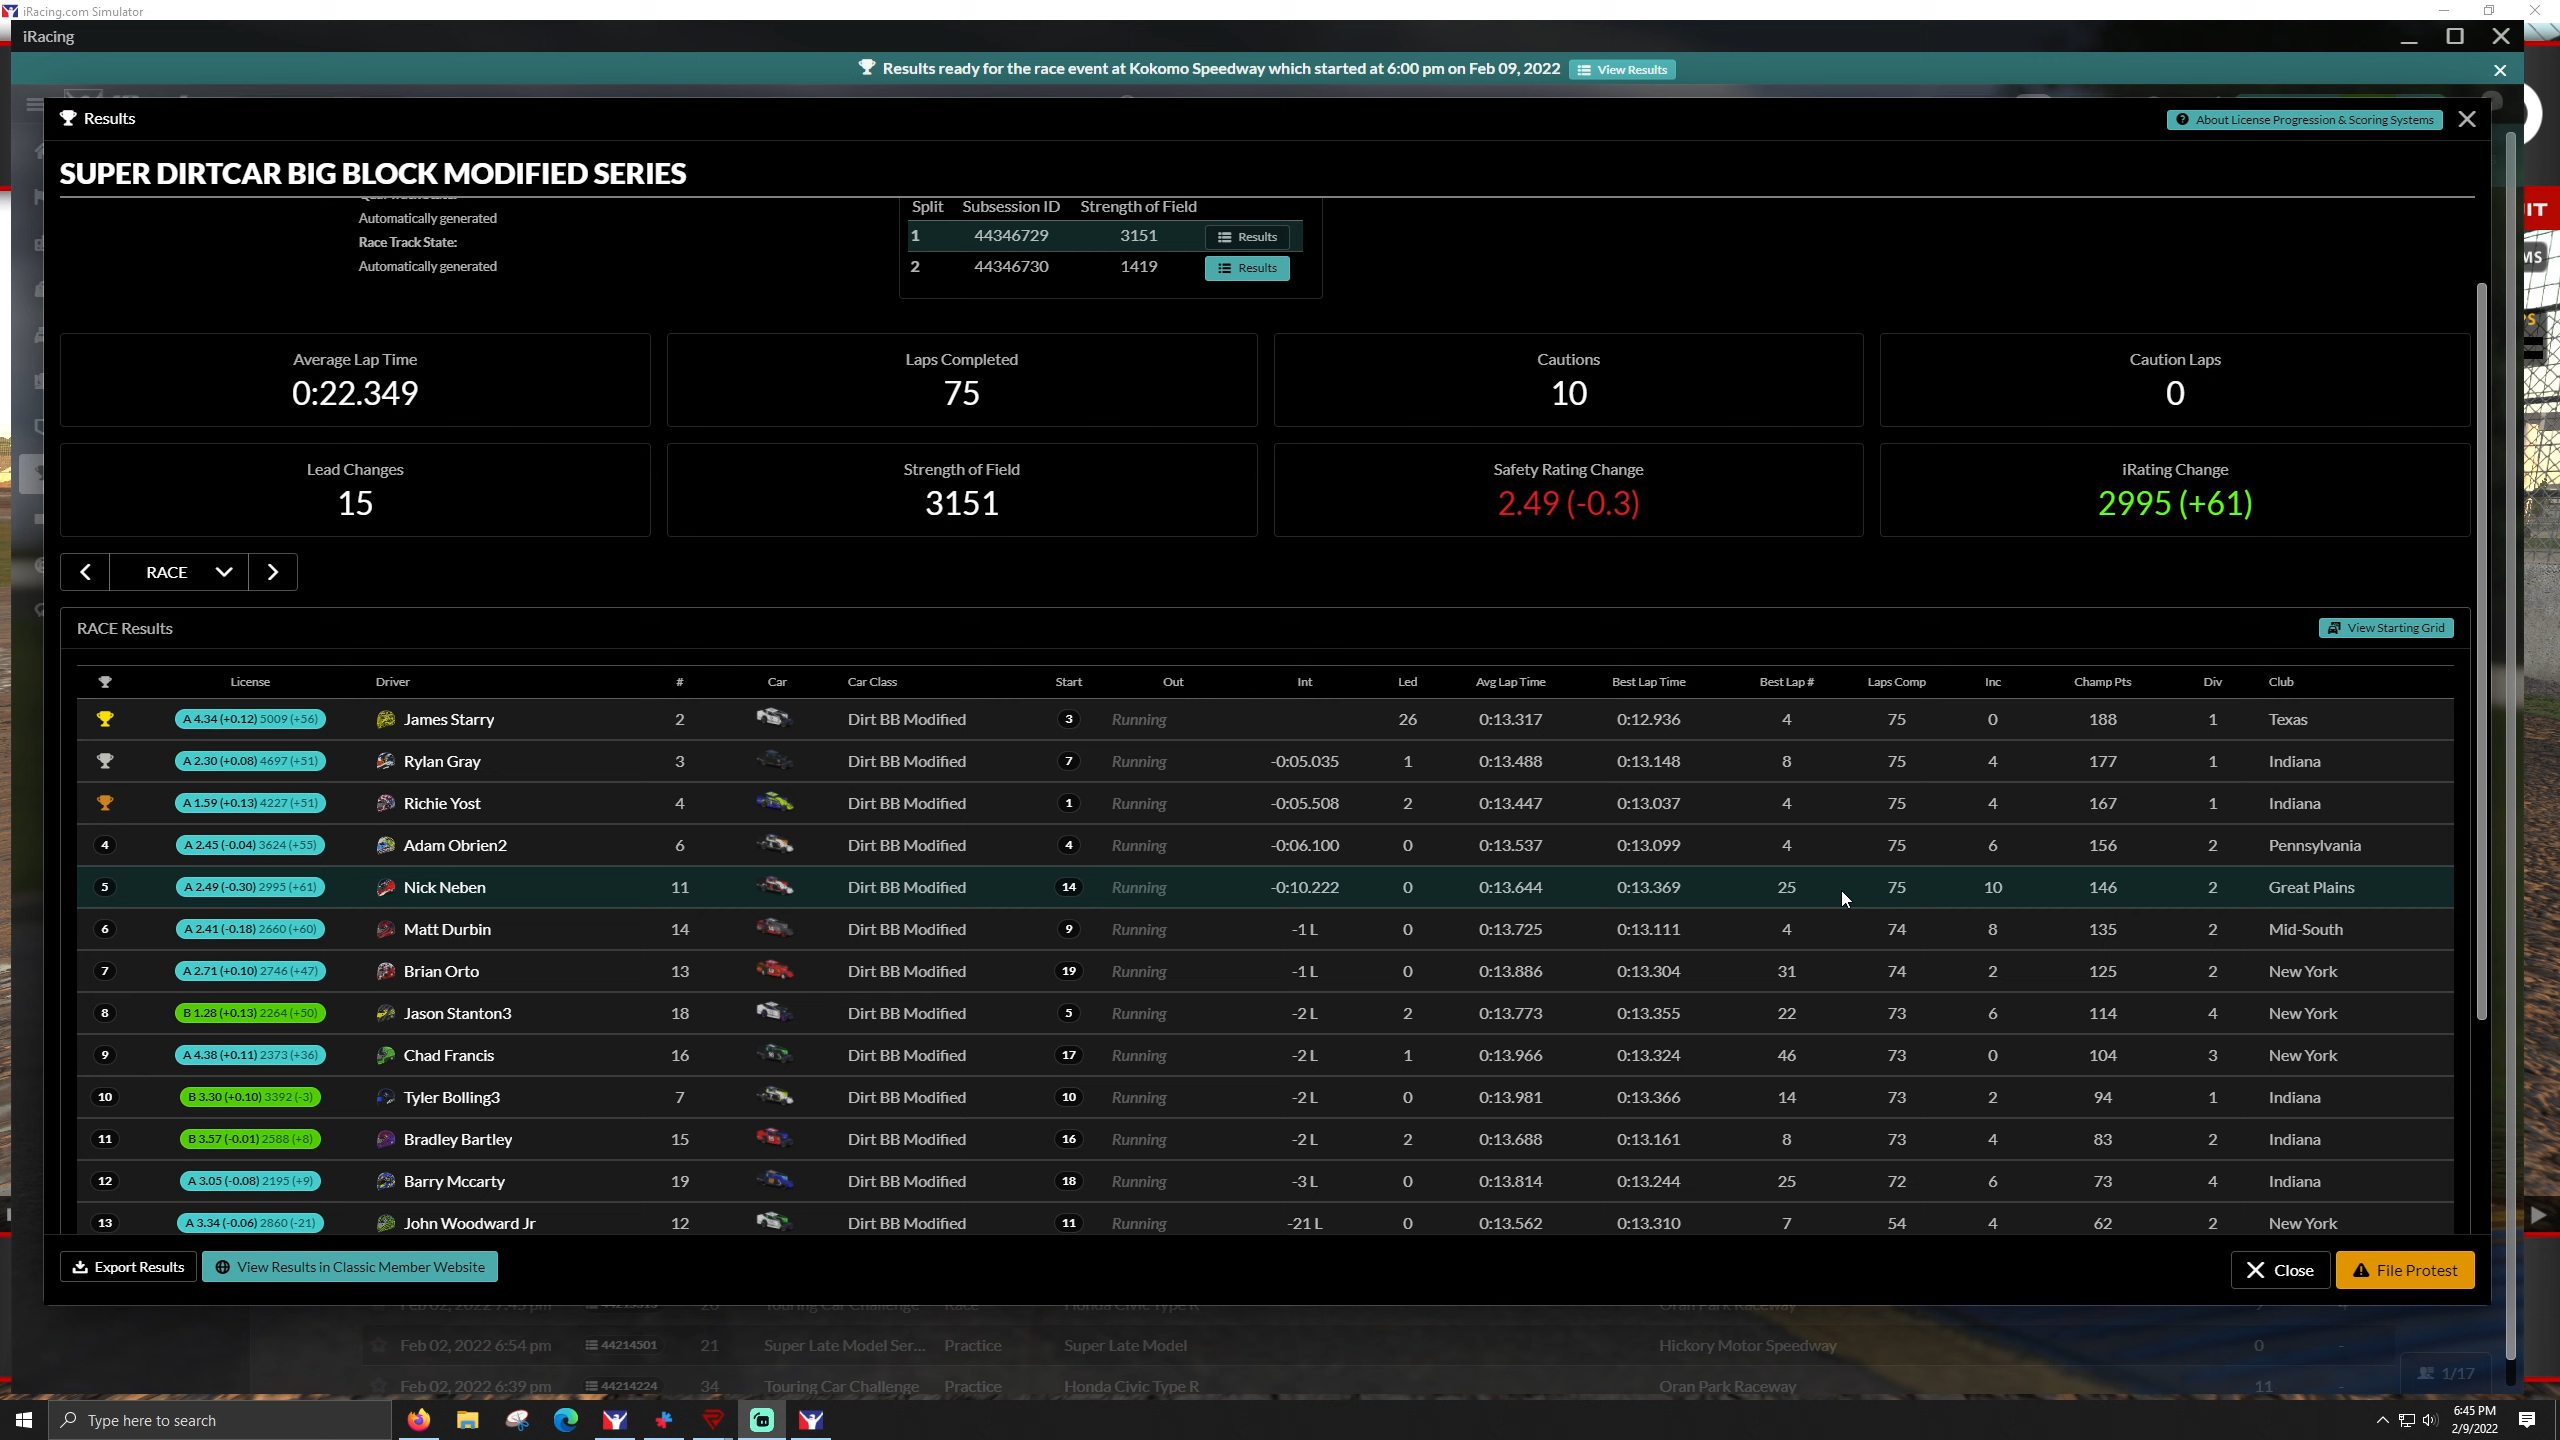 iRacing.com Simulator
iRacing
Results ready for the race event at Kokomo Speedway which started at 6:00 pm on Feb 09, 2022 View Results
Results About License Progression & Scoring Systems
SUPER DIRTCAR BIG BLOCK MODIFIED SERIES
Automatically generated
Race Track State:
Automatically generated
Split Subsession ID Strength of Field
1 44346729 3151 Results
2 44346730 1419 Results
Average Lap Time Laps Completed Cautions Caution Laps
0:22.349 75 10 0
Lead Changes Strength of Field Safety Rating Change iRating Change
15 3151 2.49 (-0.3) 2995 (+61)
RACE
RACE Results View Starting Grid
License Driver # Car Car Class Start Out Int Led Avg Lap Time Best Lap Time Best Lap # Laps Comp Inc Champ Pts Div Club
A 4.34 (+0.12) 5009 (+56) James Starry 2 Dirt BB Modified 3 Running 26 0:13.317 0:12.936 4 75 0 188 1 Texas
A 2.30 (+0.08) 4697 (+51) Rylan Gray 3 Dirt BB Modified 7 Running -0:05.035 1 0:13.488 0:13.148 8 75 4 177 1 Indiana
A 1.59 (+0.13) 4227 (+51) Richie Yost 4 Dirt BB Modified 1 Running -0:05.508 2 0:13.447 0:13.037 4 75 4 167 1 Indiana
4 A 2.45 (-0.04) 3624 (+55) Adam Obrien2 6 Dirt BB Modified 4 Running -0:06.100 0 0:13.537 0:13.099 4 75 6 156 2 Pennsylvania
5 A 2.49 (-0.30) 2995 (+61) Nick Neben 11 Dirt BB Modified 14 Running -0:10.222 0 0:13.644 0:13.369 25 75 10 146 2 Great Plains
6 A 2.41 (-0.18) 2660 (+60) Matt Durbin 14 Dirt BB Modified 9 Running -1 L 0 0:13.725 0:13.111 4 74 8 135 2 Mid-South
7 A 2.71 (+0.10) 2746 (+47) Brian Orto 13 Dirt BB Modified 19 Running -1 L 0 0:13.886 0:13.304 31 74 2 125 2 New York
8 B 1.28 (+0.13) 2264 (+50) Jason Stanton3 18 Dirt BB Modified 5 Running -2 L 2 0:13.773 0:13.355 22 73 6 114 4 New York
9 A 4.38 (+0.11) 2373 (+36) Chad Francis 16 Dirt BB Modified 17 Running -2 L 1 0:13.966 0:13.324 46 73 0 104 3 New York
10 B 3.30 (+0.10) 3392 (-3) Tyler Bolling3 7 Dirt BB Modified 10 Running -2 L 0 0:13.981 0:13.366 14 73 2 94 1 Indiana
11 B 3.57 (-0.01) 2588 (+8) Bradley Bartley 15 Dirt BB Modified 16 Running -2 L 2 0:13.688 0:13.161 8 73 4 83 2 Indiana
12 A 3.05 (-0.08) 2195 (+9) Barry Mccarty 19 Dirt BB Modified 18 Running -3 L 0 0:13.814 0:13.244 25 72 6 73 4 Indiana
13 A 3.34 (-0.06) 2860 (-21) John Woodward Jr 12 Dirt BB Modified 11 Running -21 L 0 0:13.562 0:13.310 7 54 4 62 2 New York
Export Results View Results in Classic Member Website Close File Protest
Feb 02, 2022 6:54 pm 44214501 21 Super Late Model Ser... Practice Super Late Model Hickory Motor Speedway 0 -
Feb 02, 2022 6:39 pm 44214224 34 Touring Car Challenge Practice Honda Civic Type R Oran Park Raceway 11 -
1/17
Type here to search
6:45 PM
2/9/2022